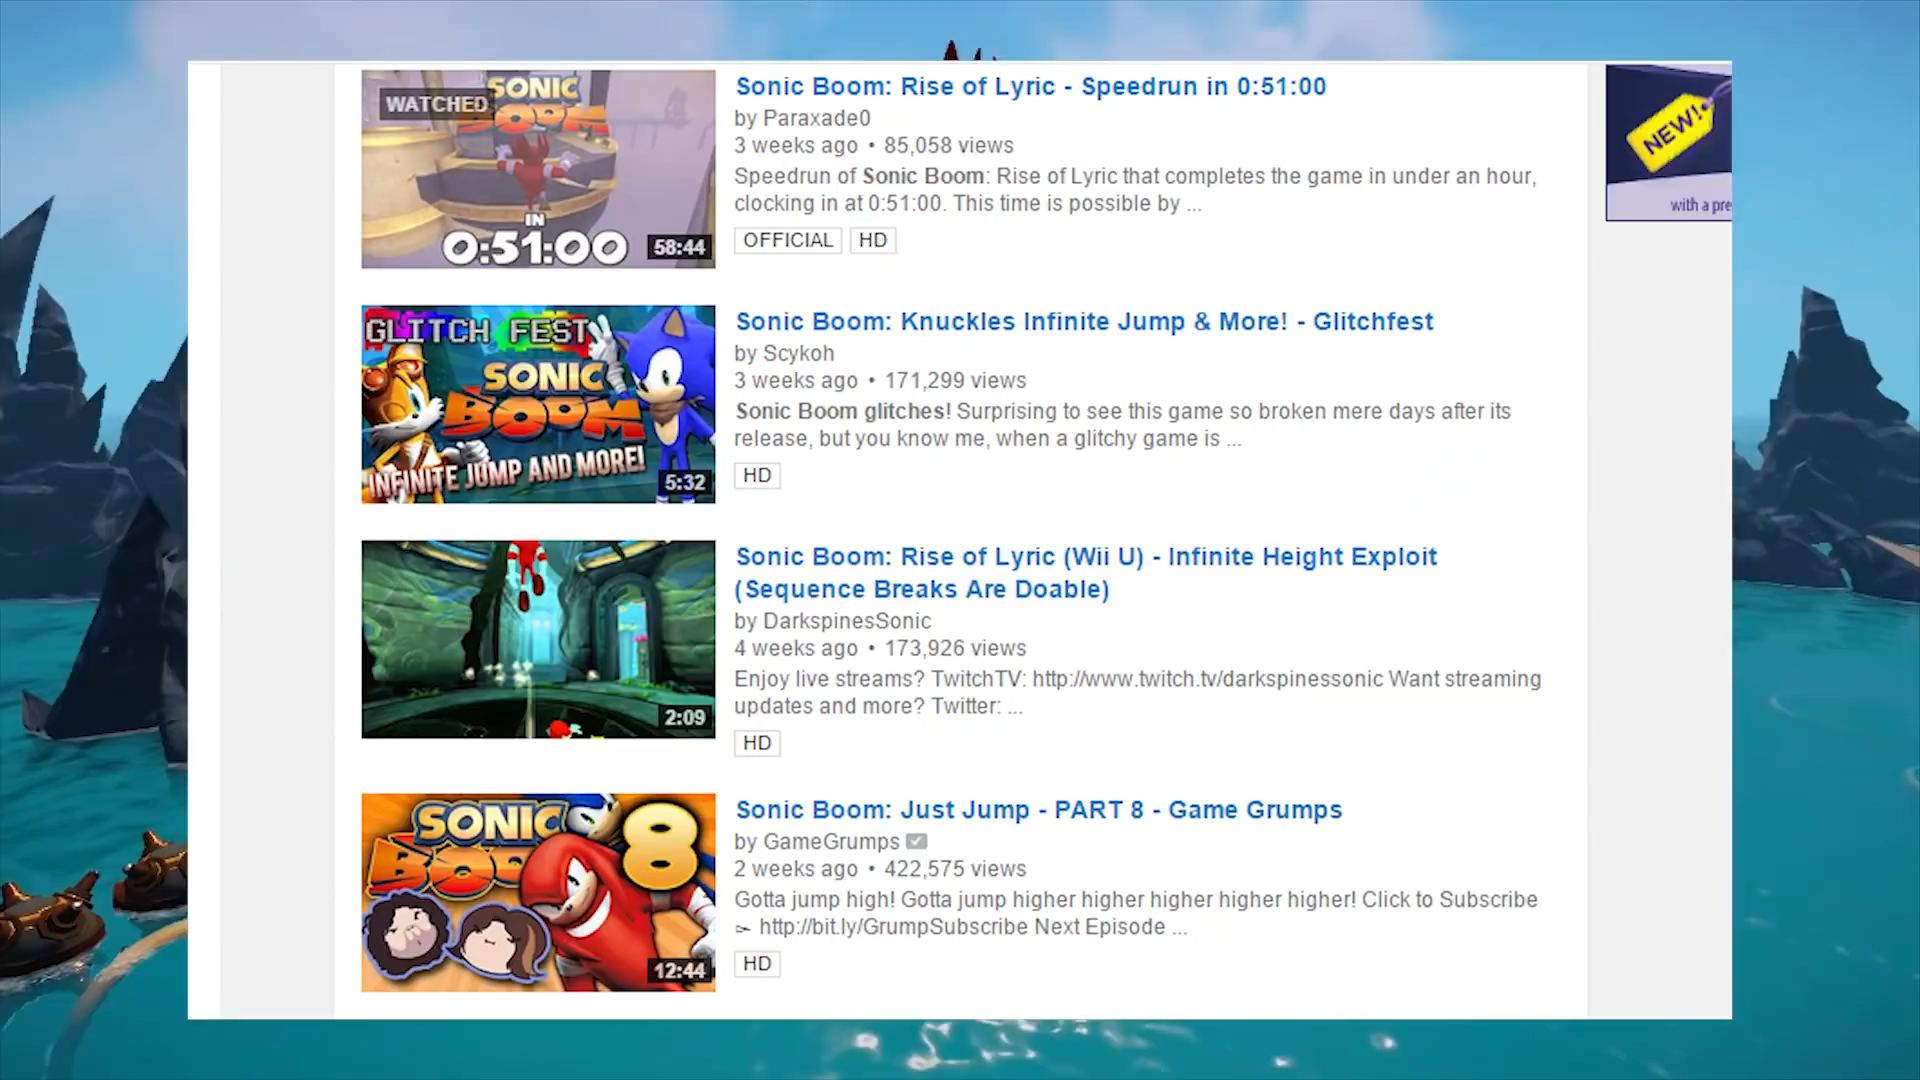 WATCHED
SONIC
BOOM
IN
0:51:00
58:44
Sonic Boom: Rise of Lyric - Speedrun in 0:51:00
by Paraxade0
3 weeks ago • 85,058 views
Speedrun of Sonic Boom: Rise of Lyric that completes the game in under an hour,
clocking in at 0:51:00. This time is possible by ...
OFFICIAL HD
NEW!
with a pre
GLITCH FEST
SONIC
BOOM
INFINITE JUMP AND MORE!
5:32
Sonic Boom: Knuckles Infinite Jump & More! - Glitchfest
by Scykoh
3 weeks ago • 171,299 views
Sonic Boom glitches! Surprising to see this game so broken mere days after its
release, but you know me, when a glitchy game is ...
HD
2:09
Sonic Boom: Rise of Lyric (Wii U) - Infinite Height Exploit
(Sequence Breaks Are Doable)
by DarkspinesSonic
4 weeks ago • 173,926 views
Enjoy live streams? TwitchTV: http://www.twitch.tv/darkspinessonic Want streaming
updates and more? Twitter: ...
HD
SONIC
BOO
8
12:44
Sonic Boom: Just Jump - PART 8 - Game Grumps
by GameGrumps
2 weeks ago • 422,575 views
Gotta jump high! Gotta jump higher higher higher higher higher! Click to Subscribe
➣ http://bit.ly/GrumpSubscribe Next Episode ...
HD